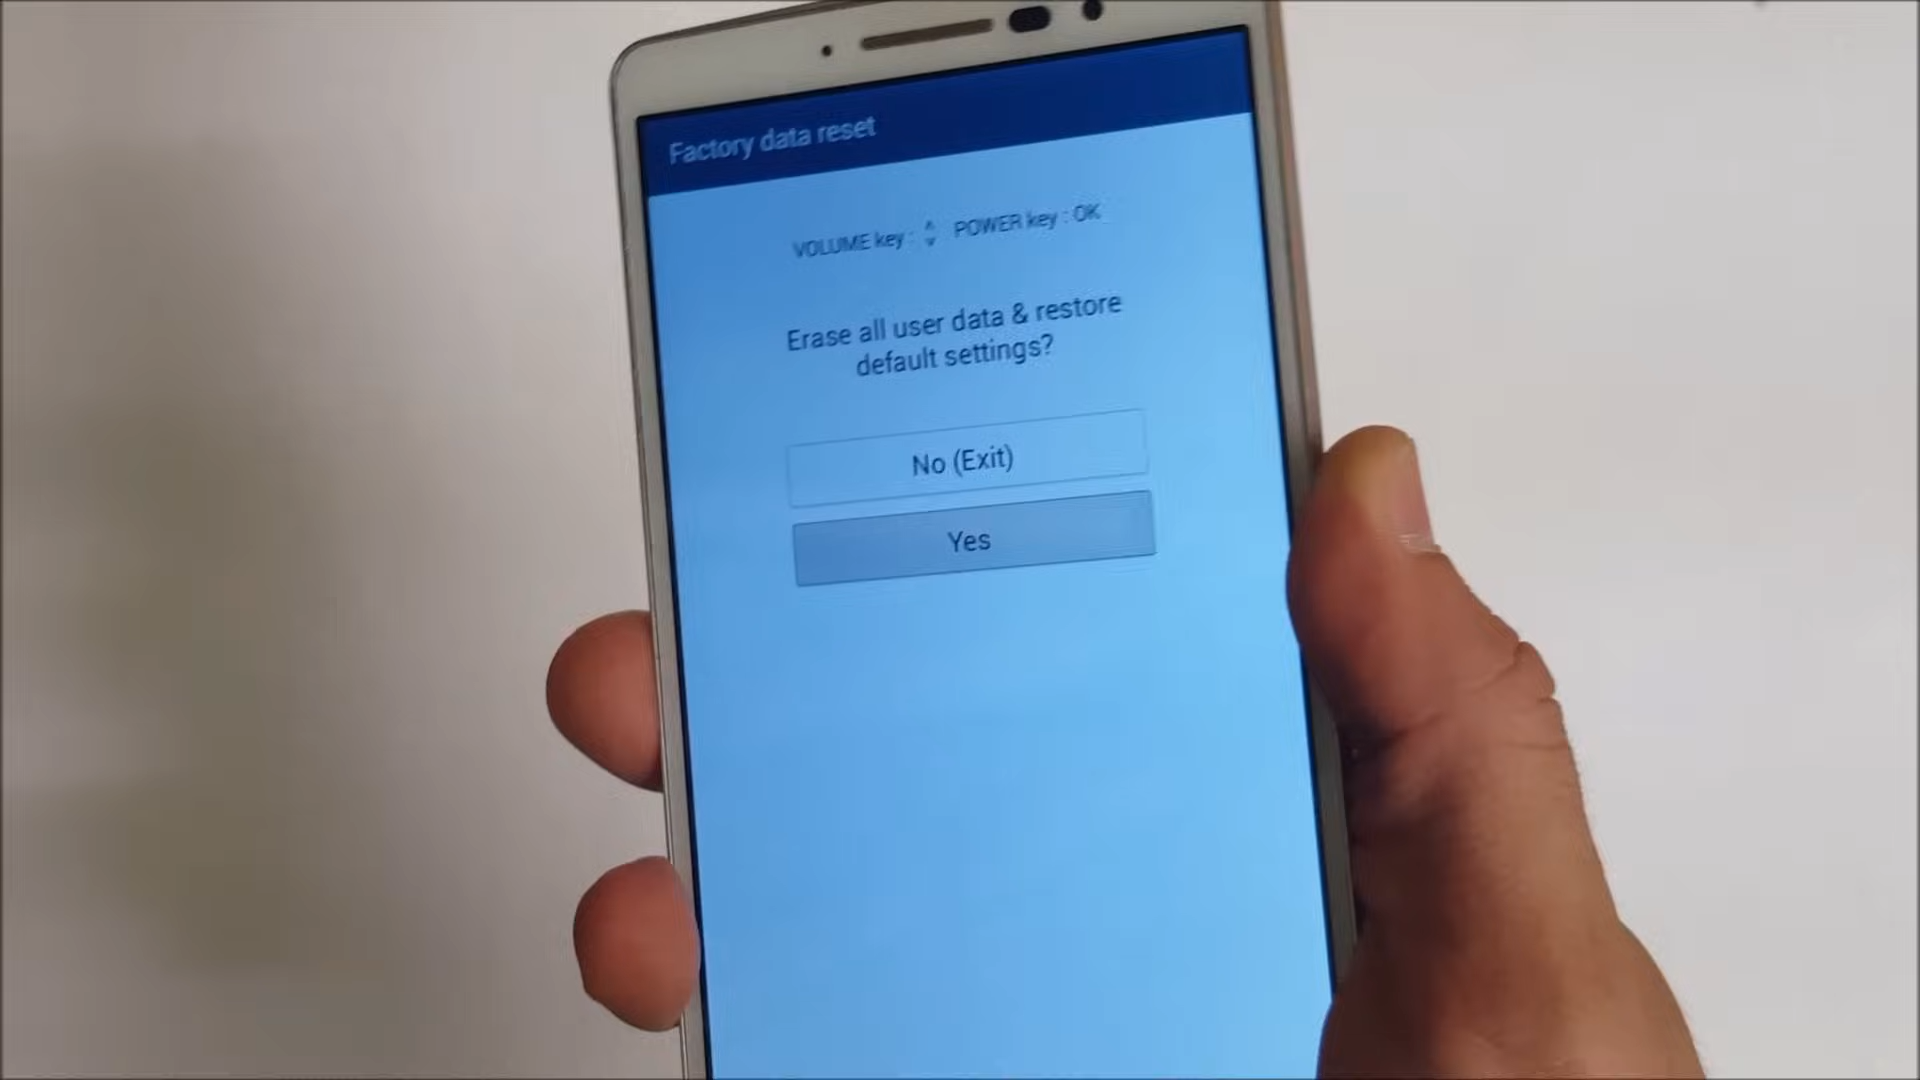 Factory data reset
VOLUME key : POWER key : OK
Erase all user data & restore
default settings?
No (Exit)
Yes